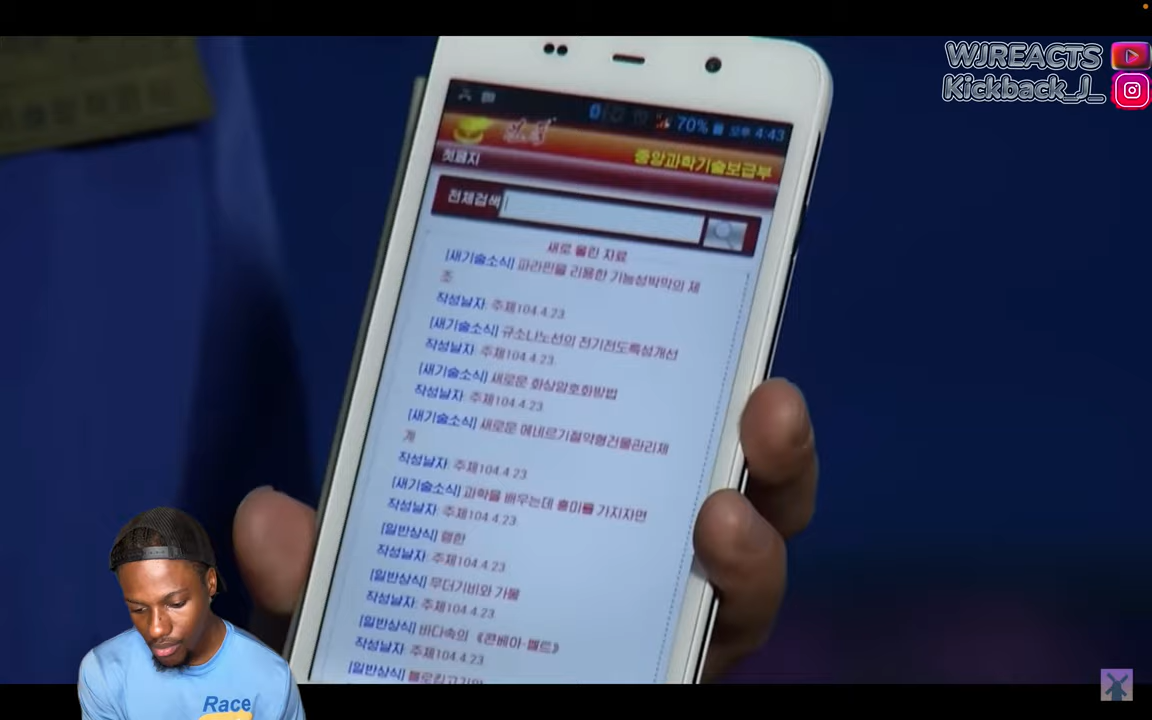 WJREACTS
Kickback_J_
70% 오후 4:43
중앙과학기술보급부
첫페지
전체검색
새로 올린 자료
[새기술소식] 파라핀을 리용한 기능성박막의 제
조
작성날자: 주체104.4.23
[새기술소식] 규소나노선의 전기전도특성개선
작성날자: 주체104.4.23
[새기술소식] 새로운 화상암호화방법
작성날자: 주체104.4.23
[새기술소식] 새로운 에네르기절약형건물관리체
계
작성날자: 주체104.4.23
[새기술소식] 과학을 배우는데 흥미를 가지자면
작성날자: 주체104.4.23
[일반상식]
작성날자: 주체104.4.23
[일반상식] 무더기비와 가물
작성날자: 주체104.4.23
[일반상식] 바다속의 《콘베아-벨트》
작성날자: 주체104.4.23
[일반상식]
Race